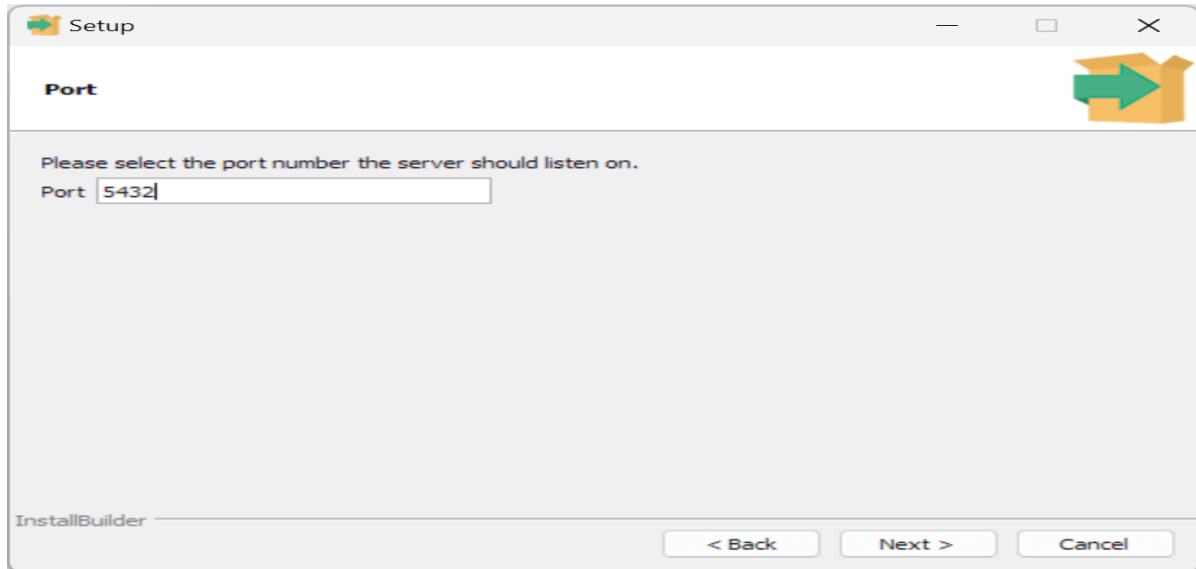 Setup
Port
Please select the port number the server should listen on.
Port 5432
InstallBuilder
< Back Next > Cancel